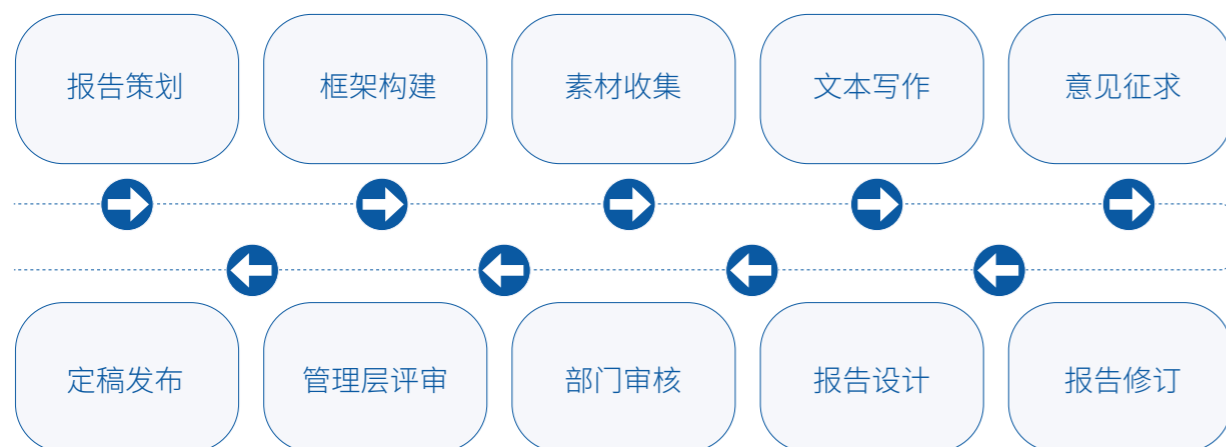 报告策划
框架构建
素材收集
文本写作
意见征求
定稿发布
管理层评审
部门审核
报告设计
报告修订